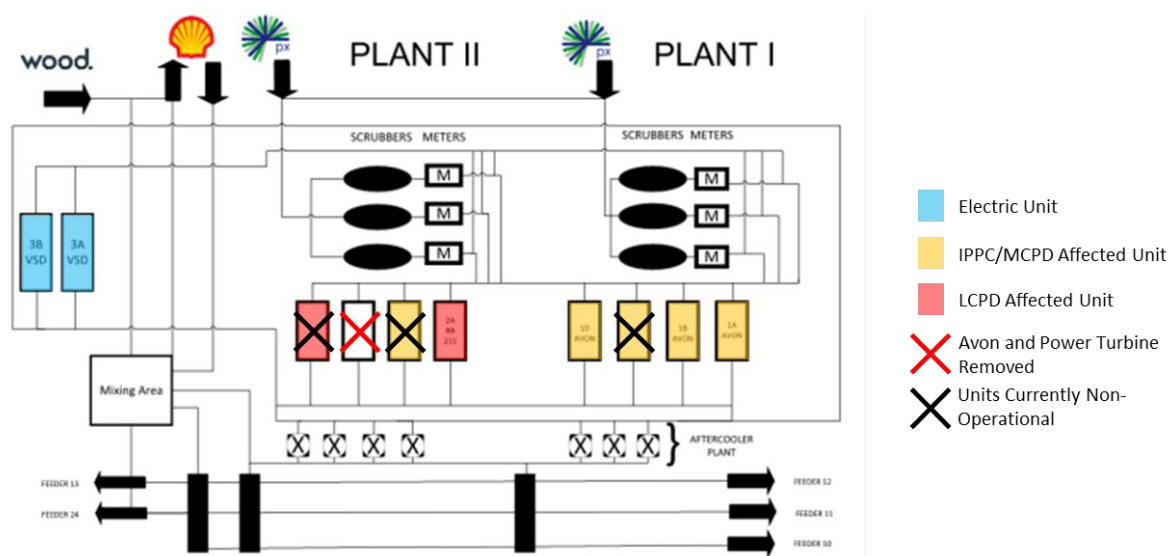 wood.
px
PLANT II
px
PLANT I
SCRUBBERS METERS
SCRUBBERS METERS
M
M
M
M
M
M
3B
VSD
3A
VSD
2A
RB
211
1D
AVON
1B
AVON
1A
AVON
Mixing Area
AFTERCOOLER
PLANT
FEEDER 13
FEEDER 24
FEEDER 12
FEEDER 11
FEEDER 10
Electric Unit
IPPC/MCPD Affected Unit
LCPD Affected Unit
Avon and Power Turbine
Removed
Units Currently Non-
Operational